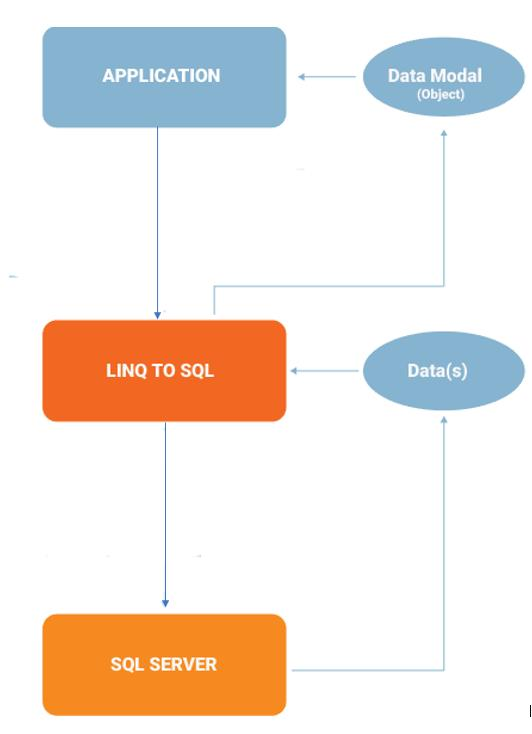 APPLICATION
Data Modal
(Object)
LINQ TO SQL
Data(s)
SQL SERVER